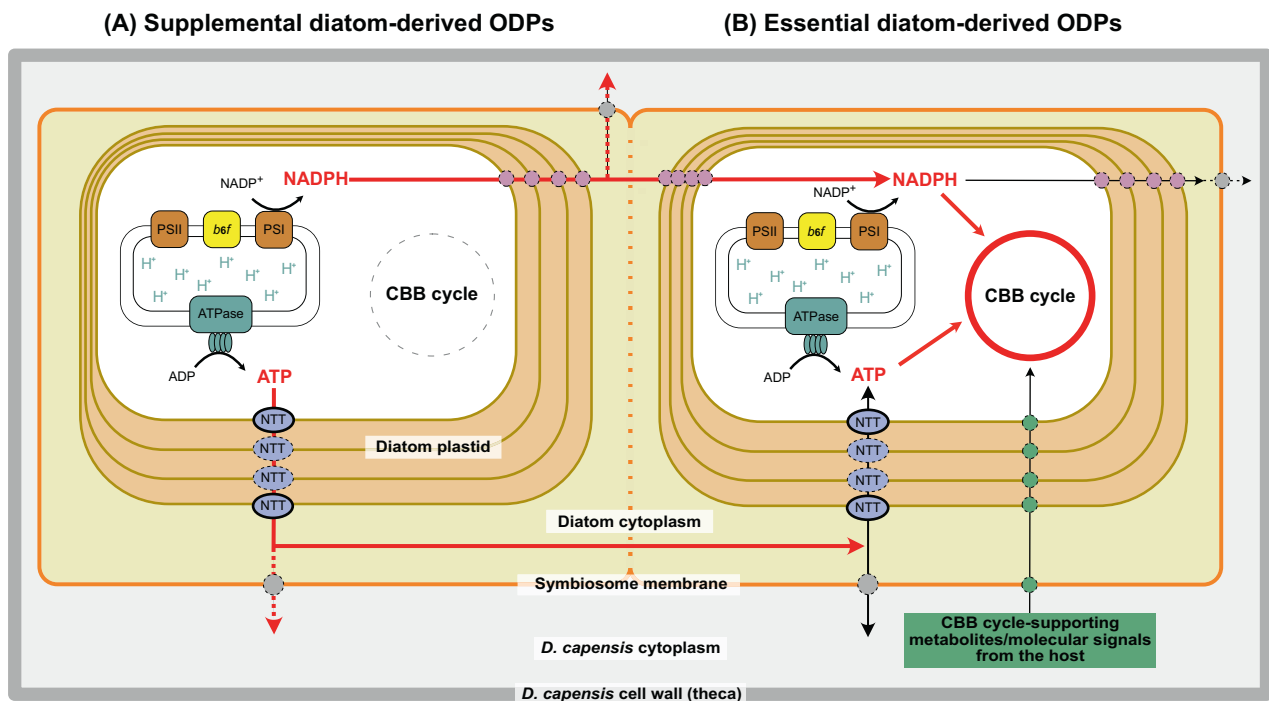 (A) Supplemental diatom-derived ODPs
(B) Essential diatom-derived ODPs
NADP+
NADPH
PSII
b6f
PSI
H+
H+
H+
H+
H+
H+
H+
H+
ATPase
ADP
ATP
CBB cycle
NTT
NTT
NTT
NTT
Diatom plastid
NADP+
NADPH
PSII
b6f
PSI
H+
H+
H+
H+
H+
H+
H+
H+
ATPase
ADP
ATP
CBB cycle
NTT
NTT
NTT
NTT
Diatom cytoplasm
Symbiosome membrane
CBB cycle-supporting
metabolites/molecular signals
from the host
D. capensis cytoplasm
D. capensis cell wall (theca)